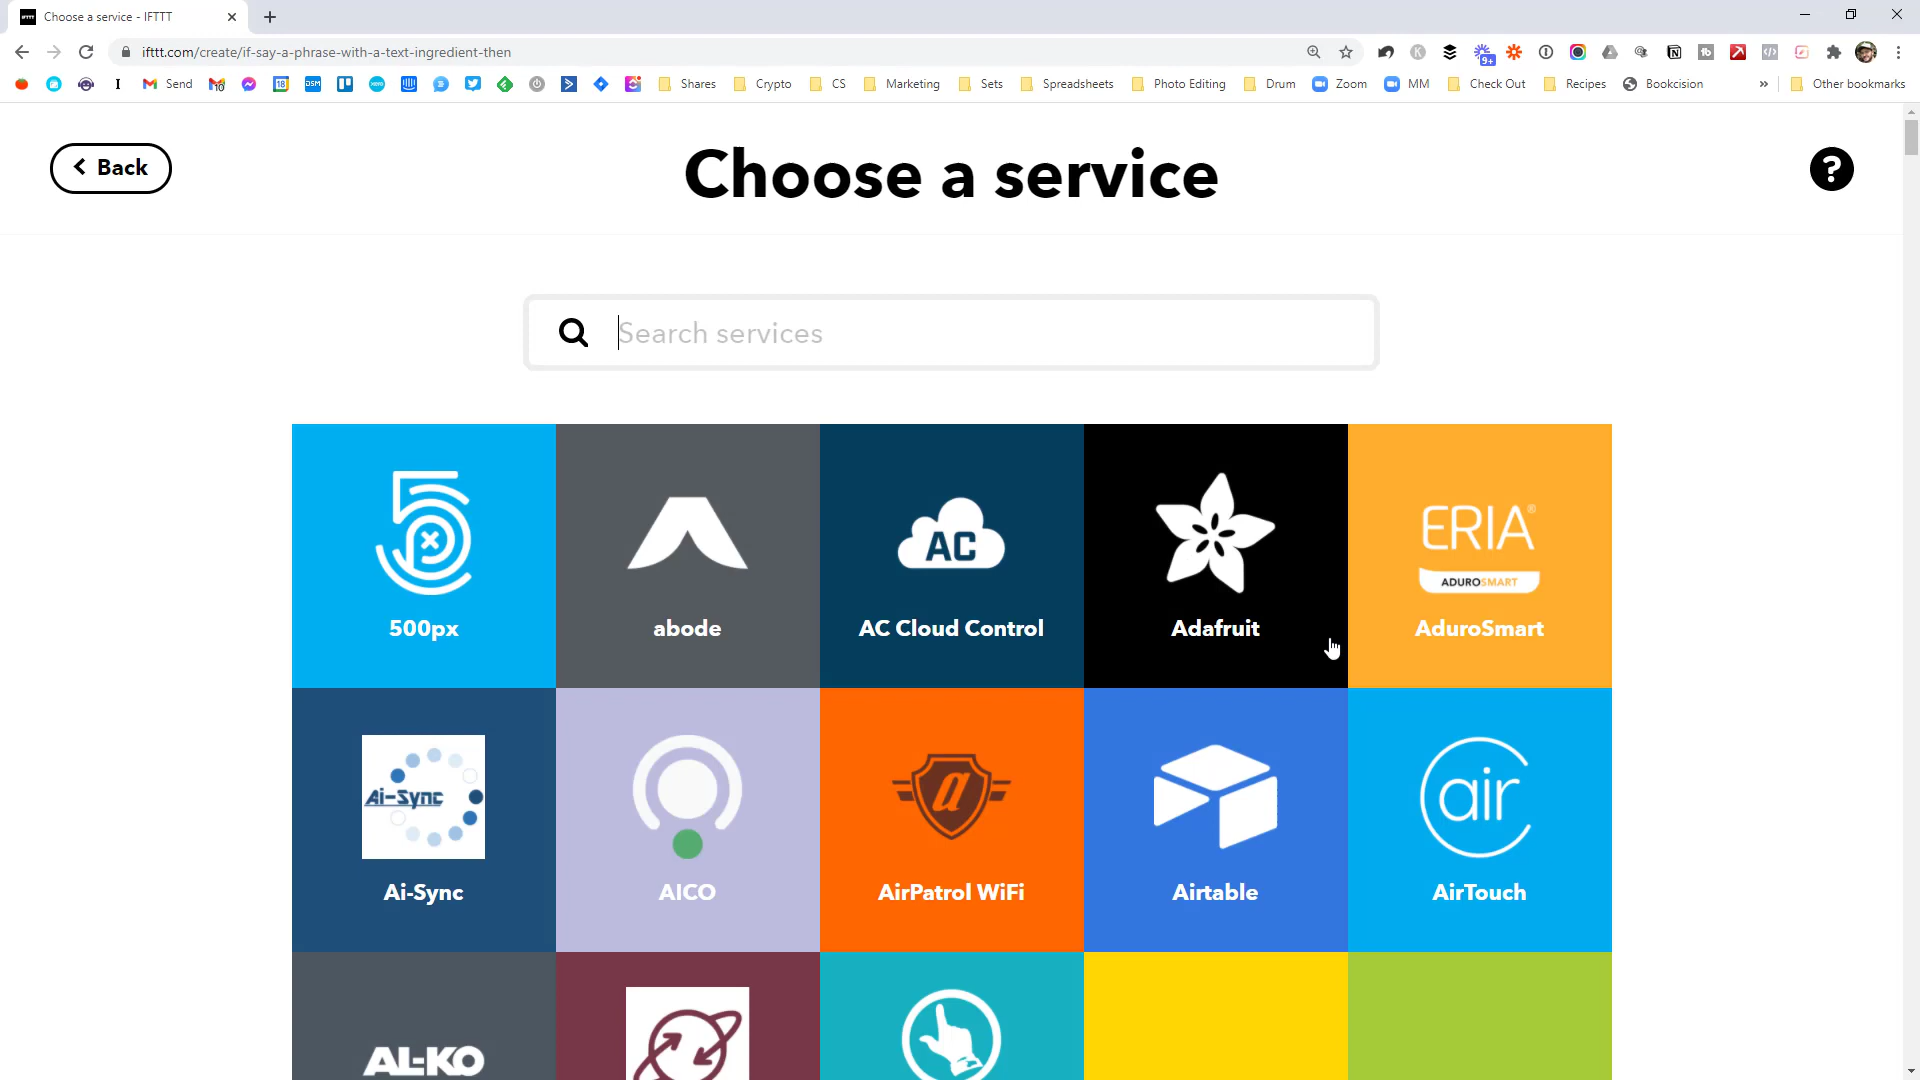 Choose a service - IFTTT
ifttt.com/create/if-say-a-phrase-with-a-text-ingredient-then
Send
Shares
Crypto
CS
Marketing
Sets
Spreadsheets
Photo Editing
Drum
Zoom
MM
Check Out
Recipes
Bookcision
Other bookmarks
Back
Choose a service
?
Search services
AC
ERIA®
ADUROSMART
500px
abode
AC Cloud Control
Adafruit
AduroSmart
Ai-Sync
a
air
Ai-Sync
AICO
AirPatrol WiFi
Airtable
AirTouch
AL-KO